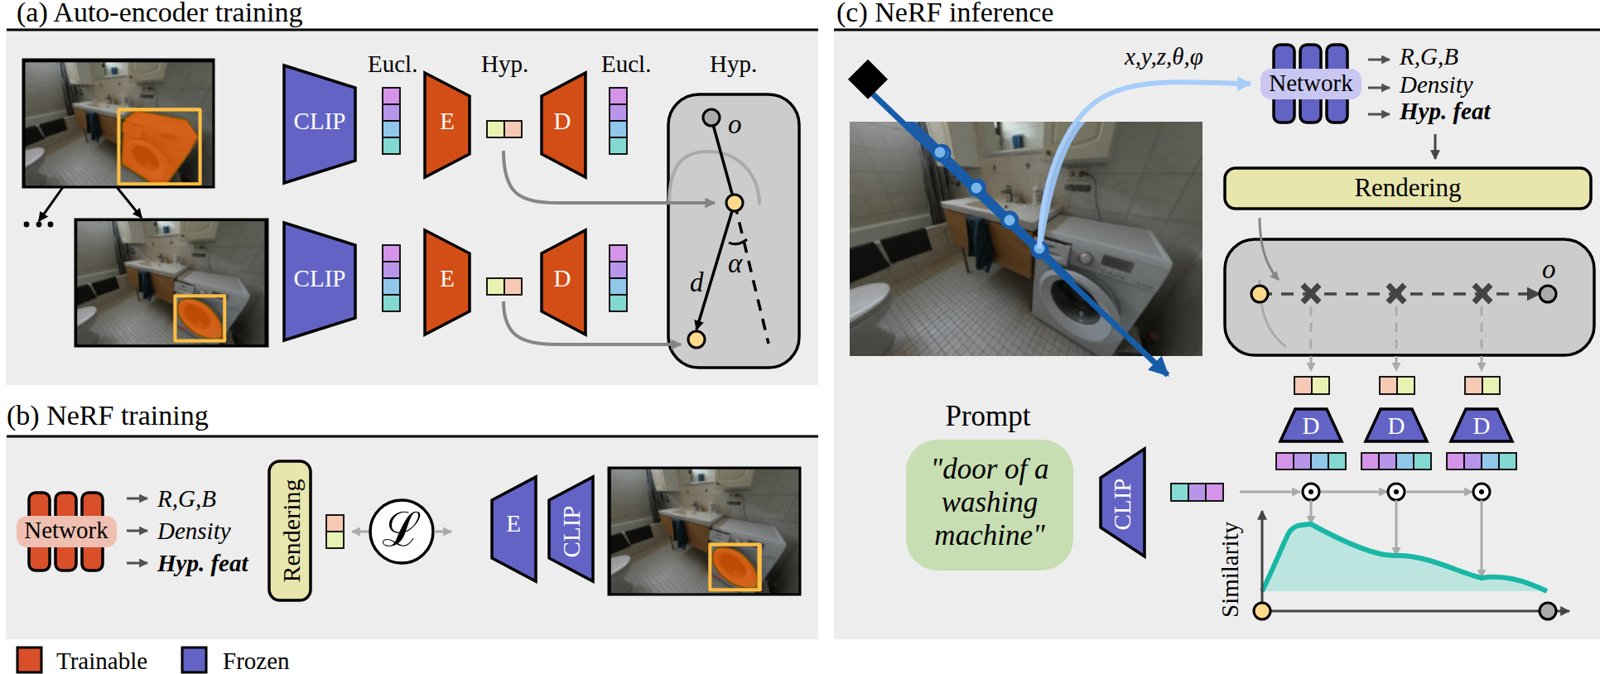 (a) Auto-encoder training
Eucl. Hyp. Eucl. Hyp.
CLIP E D
o
α
d
CLIP E D
(b) NeRF training
Network
R,G,B
Density
Hyp. feat
Rendering
ℒ
E
CLIP
Trainable
Frozen
(c) NeRF inference
x,y,z,θ,φ
Network
R,G,B
Density
Hyp. feat
Rendering
o
D D D
Prompt
"door of a
washing
machine"
CLIP
Similarity